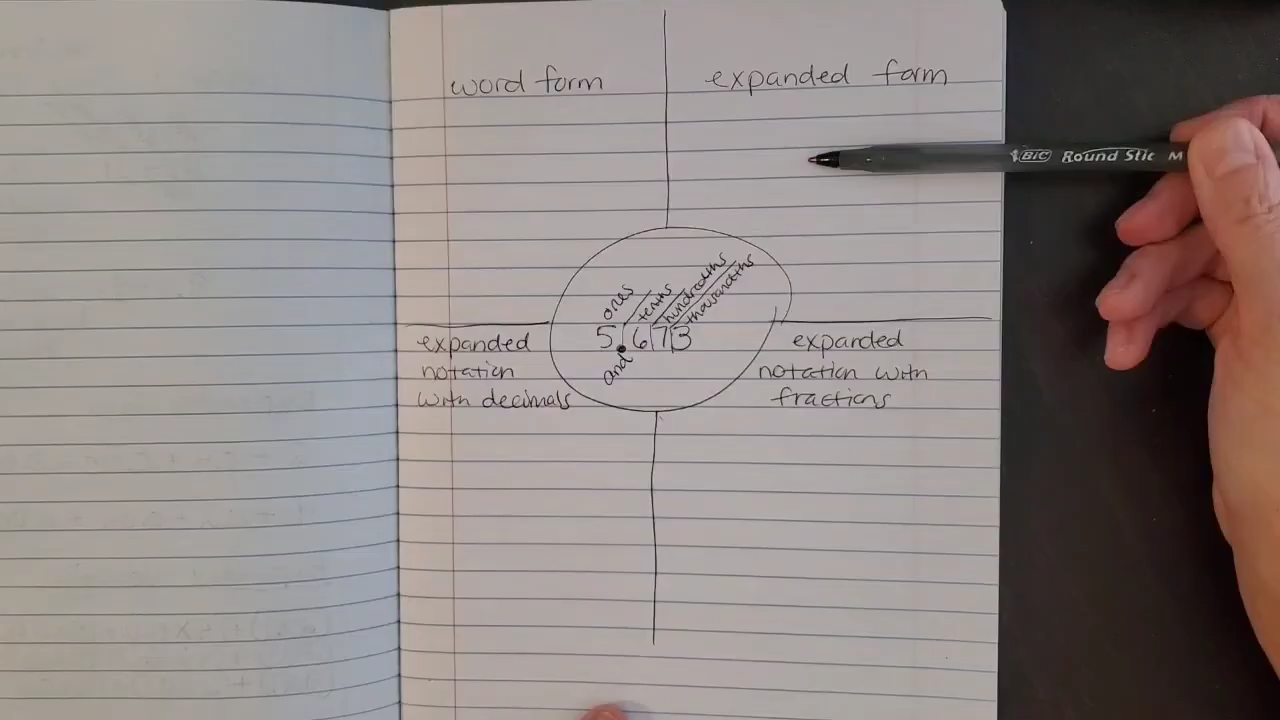 word form
expanded form
BIC Round Stic M
ones
tenths
hundredths
thousandths
5.673
and
expanded
notation
with decimals
expanded
notation with
fractions